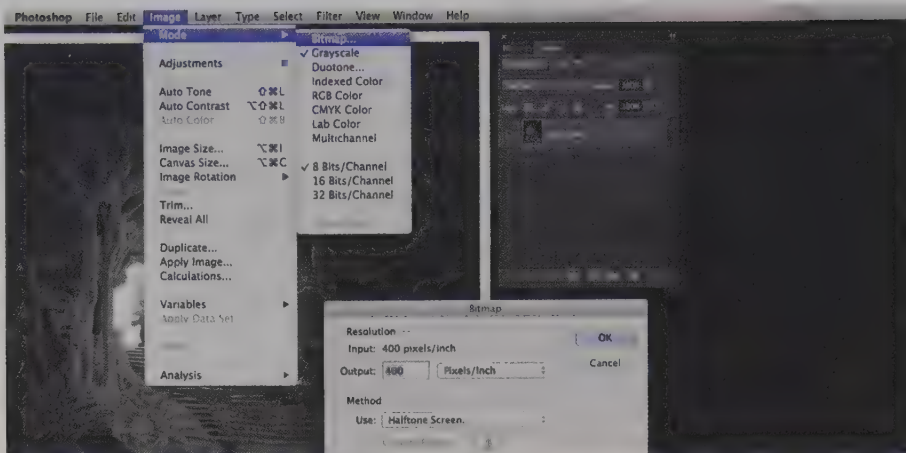 Photoshop File Edit Image Layer Type Select Filter View Window Help
Mode
Adjustments
Auto Tone ⇧⌘L
Auto Contrast ⌥⇧⌘L
Auto Color ⇧⌘B
Image Size... ⌥⌘I
Canvas Size... ⌥⌘C
Image Rotation
Trim...
Reveal All
Duplicate...
Apply Image...
Calculations...
Variables
Apply Data Set
Analysis
Bitmap...
✓ Grayscale
Duotone...
Indexed Color
RGB Color
CMYK Color
Lab Color
Multichannel
✓ 8 Bits/Channel
16 Bits/Channel
32 Bits/Channel
Bitmap
Resolution
Input: 400 pixels/inch
Output: 400 Pixels/Inch
OK
Cancel
Method
Use: Halftone Screen.